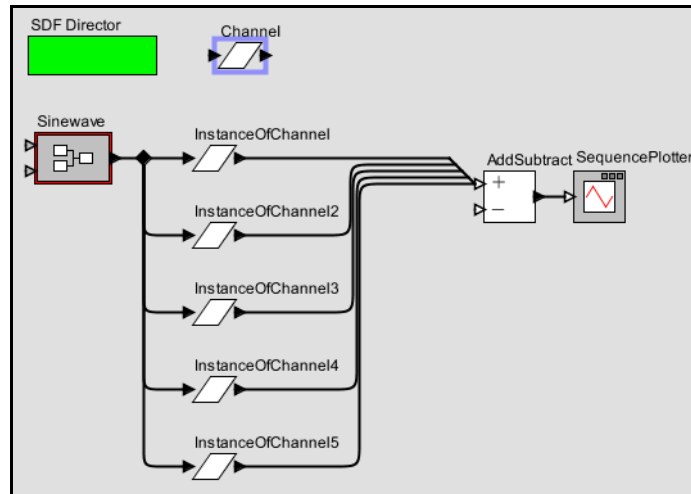 SDF Director
Channel
Sinewave
InstanceOfChannel
AddSubtract
SequencePlotter
+
−
InstanceOfChannel2
InstanceOfChannel3
InstanceOfChannel4
InstanceOfChannel5